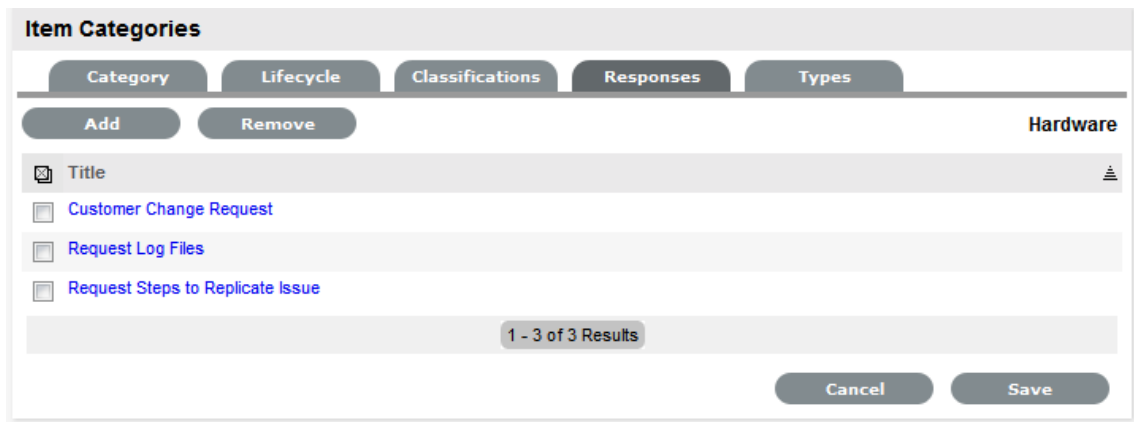 Item Categories
Category Lifecycle Classifications Responses Types
Add Remove Hardware
Title
Customer Change Request
Request Log Files
Request Steps to Replicate Issue
1 - 3 of 3 Results
Cancel Save